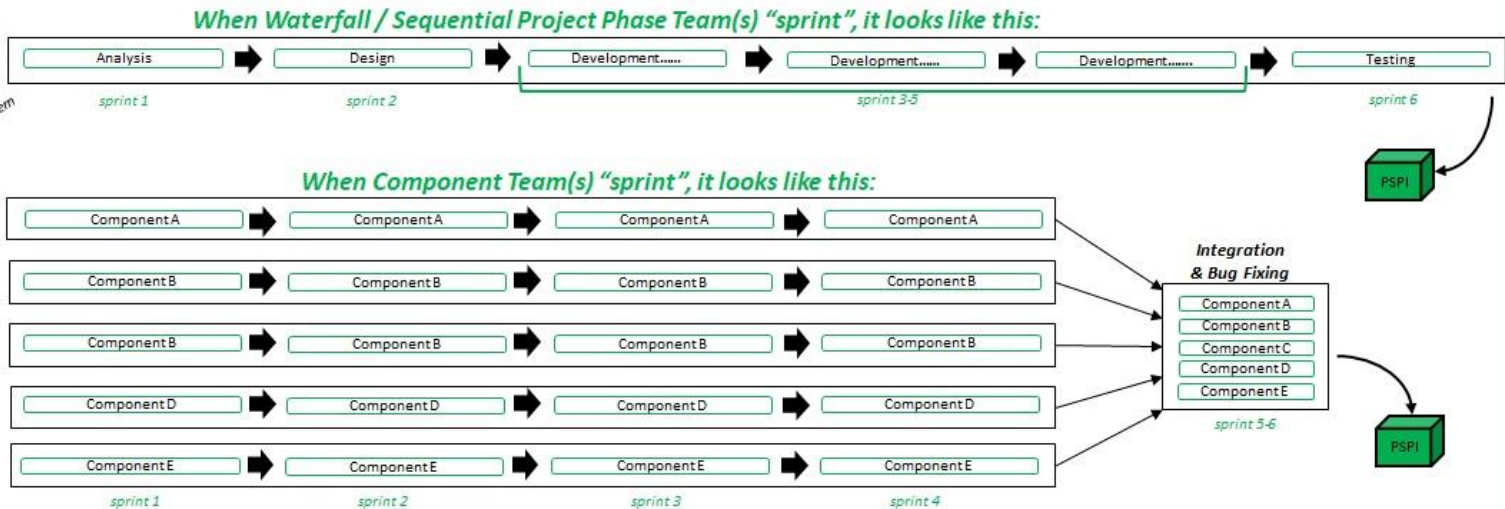 When Waterfall / Sequential Project Phase Team(s) “sprint”, it looks like this:
Analysis Design Development...... Development...... Development....... Testing
sprint 1 sprint 2 sprint 3-5 sprint 6
PSPI
When Component Team(s) “sprint”, it looks like this:
Component A Component A Component A Component A
Component B Component B Component B Component B
Component B Component B Component B Component B
Component D Component D Component D Component D
Component E Component E Component E Component E
sprint 1 sprint 2 sprint 3 sprint 4
Integration
& Bug Fixing
Component A
Component B
Component C
Component D
Component E
sprint 5-6
PSPI